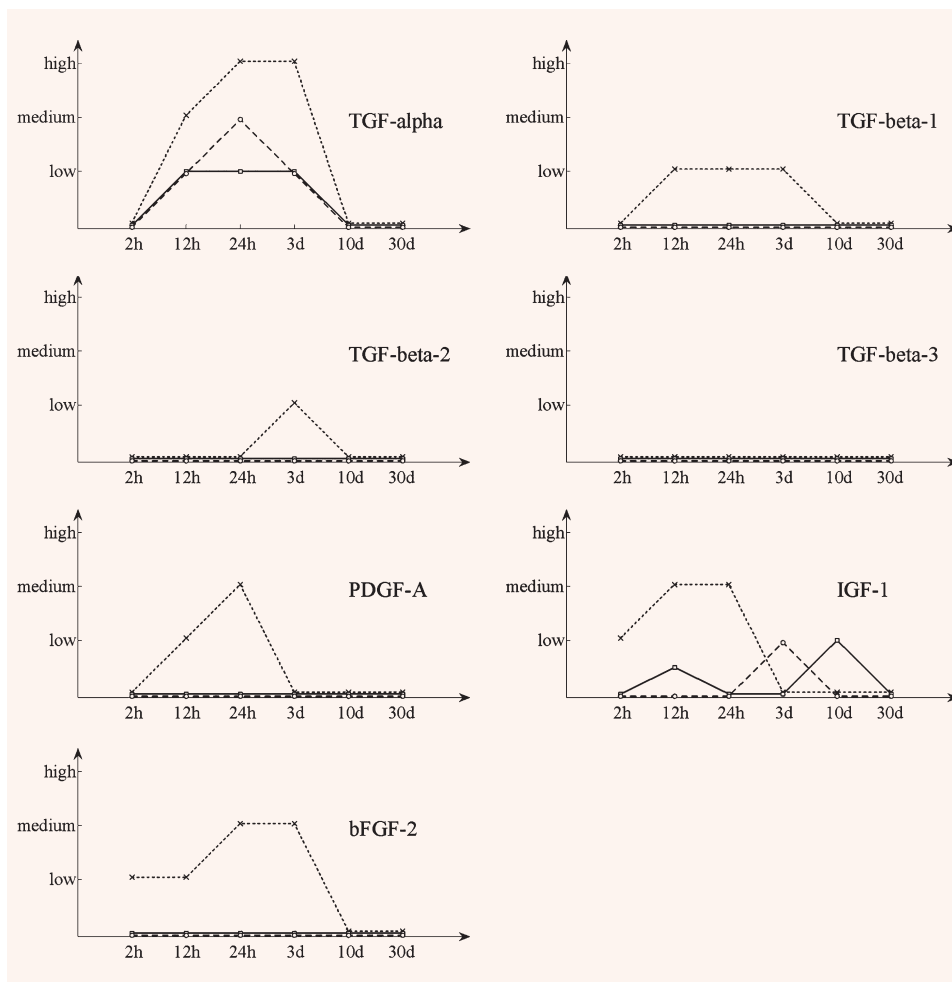 high
medium
low
TGF-alpha
2h 12h 24h 3d 10d 30d
high
medium
low
TGF-beta-1
2h 12h 24h 3d 10d 30d
high
medium
low
TGF-beta-2
2h 12h 24h 3d 10d 30d
high
medium
low
TGF-beta-3
2h 12h 24h 3d 10d 30d
high
medium
low
PDGF-A
2h 12h 24h 3d 10d 30d
high
medium
low
IGF-1
2h 12h 24h 3d 10d 30d
high
medium
low
bFGF-2
2h 12h 24h 3d 10d 30d